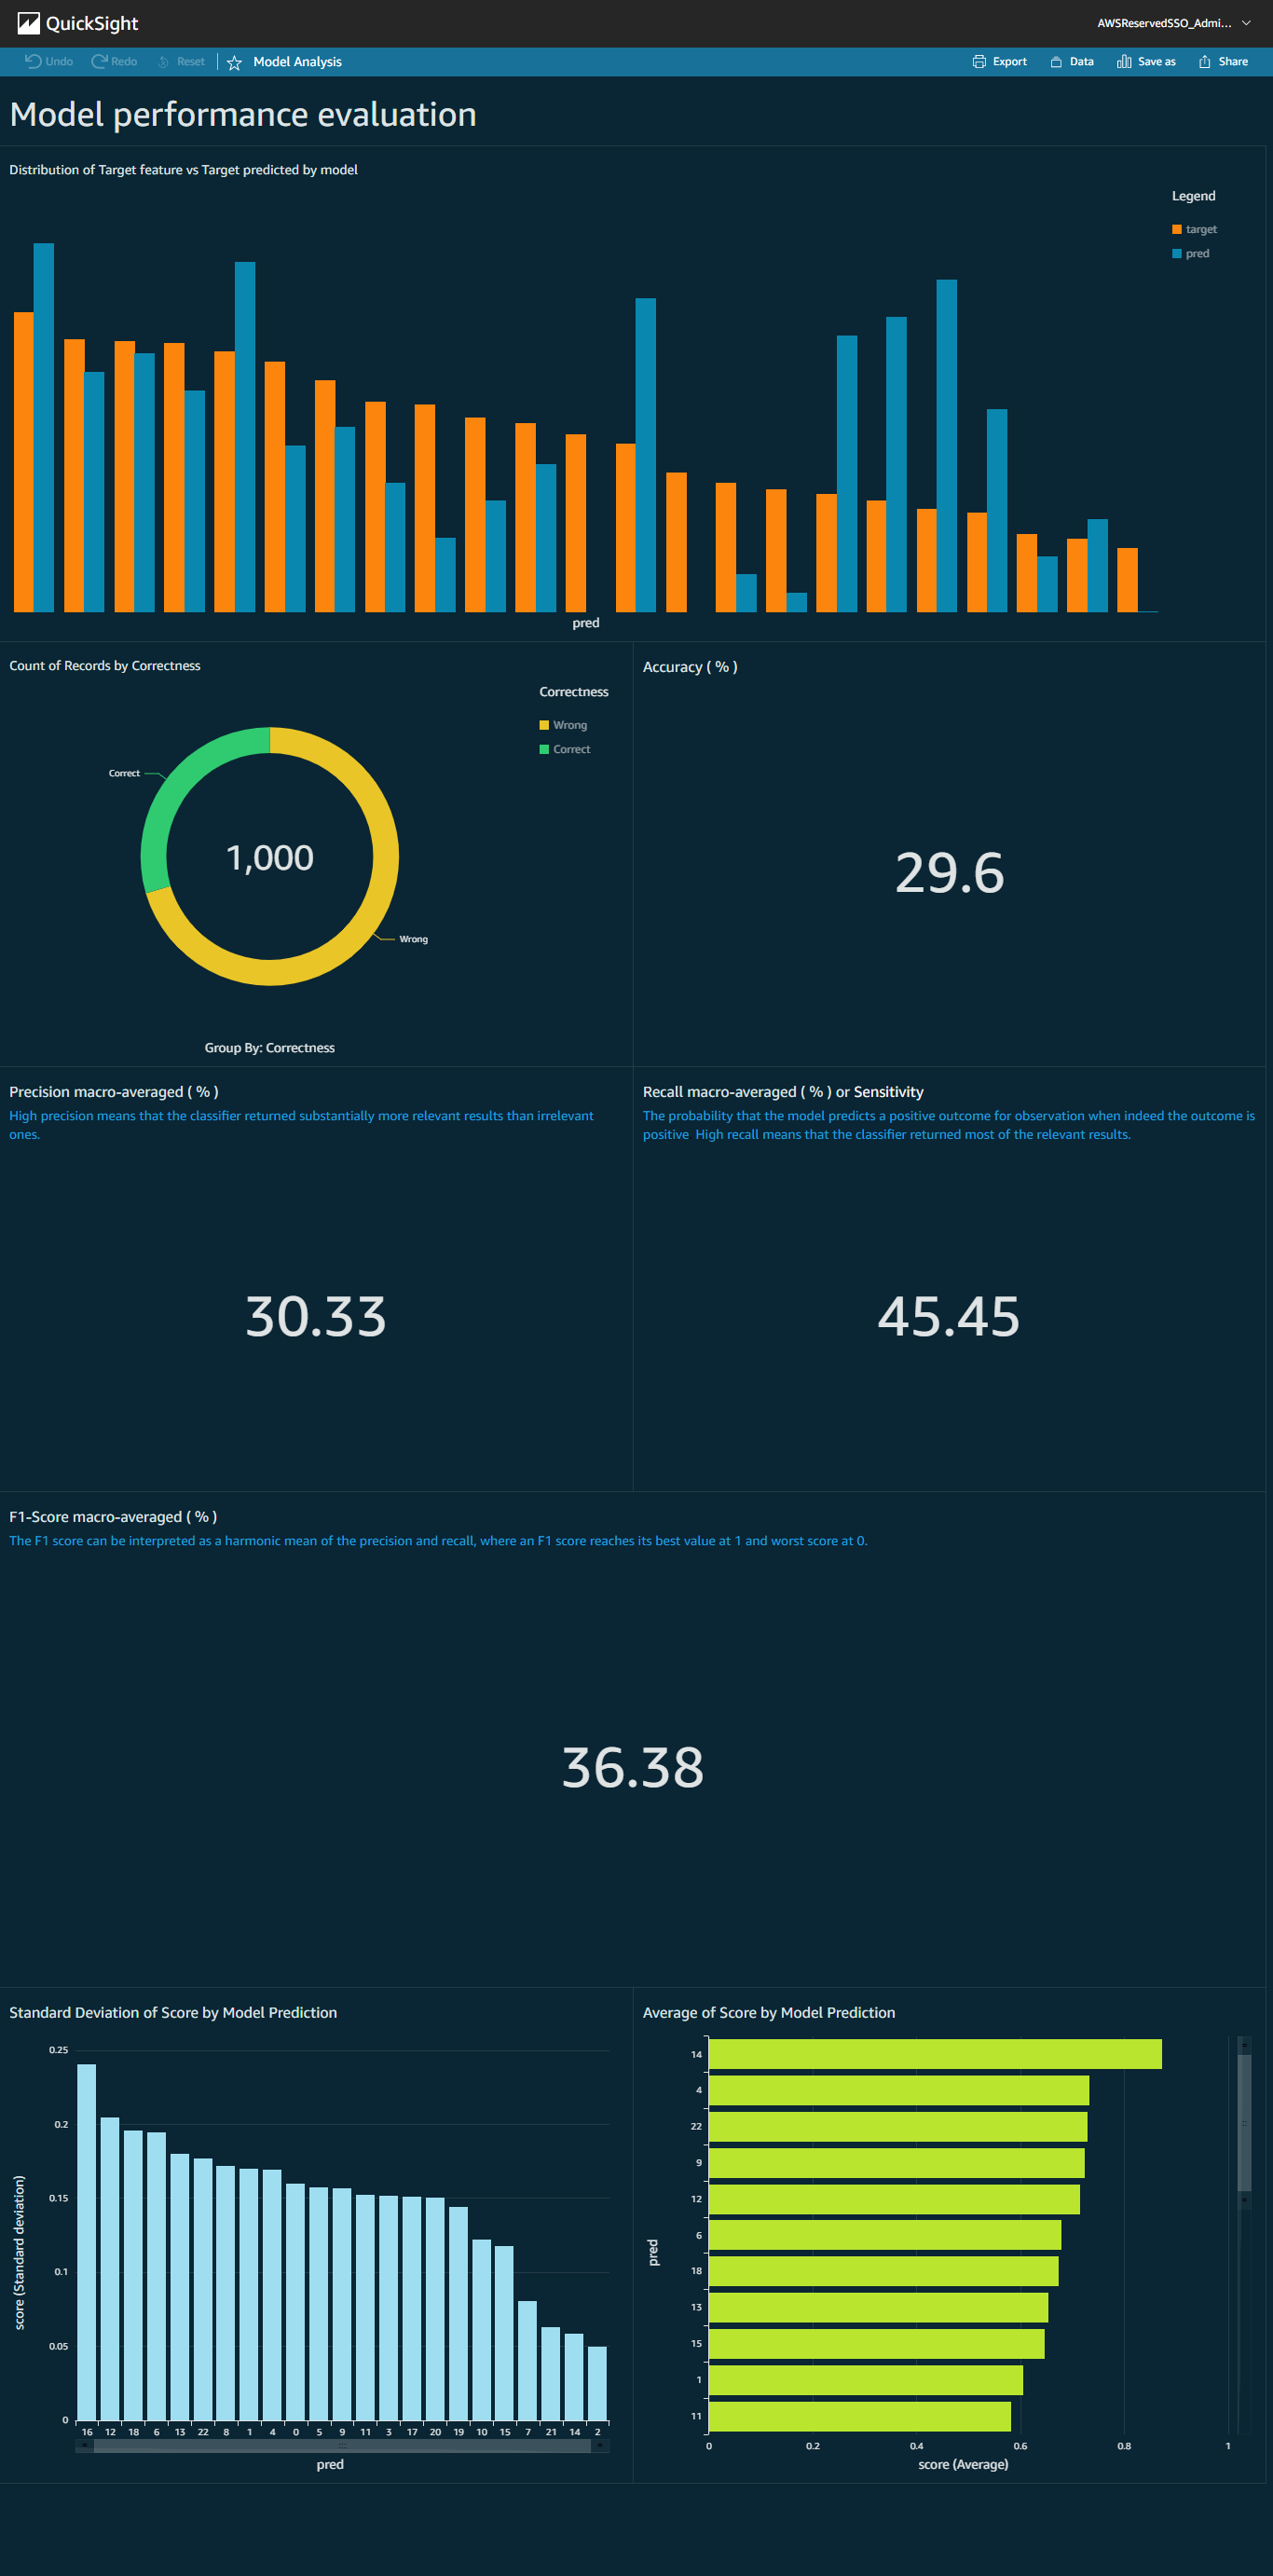 QuickSight
AWSReservedSSO_Admi...
Undo
Redo
Reset
Model Analysis
Export
Data
Save as
Share
Model performance evaluation
Distribution of Target feature vs Target predicted by model
Legend
target
pred
pred
Count of Records by Correctness
Correctness
Wrong
Correct
Correct
1,000
Wrong
Group By: Correctness
Accuracy ( % )
29.6
Precision macro-averaged ( % )
High precision means that the classifier returned substantially more relevant results than irrelevant
ones.
30.33
Recall macro-averaged ( % ) or Sensitivity
The probability that the model predicts a positive outcome for observation when indeed the outcome is
positive  High recall means that the classifier returned most of the relevant results.
45.45
F1-Score macro-averaged ( % )
The F1 score can be interpreted as a harmonic mean of the precision and recall, where an F1 score reaches its best value at 1 and worst score at 0.
36.38
Standard Deviation of Score by Model Prediction
score (Standard deviation)
0.25
0.2
0.15
0.1
0.05
0
16 12 18 6 13 22 8 1 4 0 5 9 11 3 17 20 19 10 15 7 21 14 2
pred
Average of Score by Model Prediction
pred
14
4
22
9
12
6
18
13
15
1
11
0 0.2 0.4 0.6 0.8 1
score (Average)